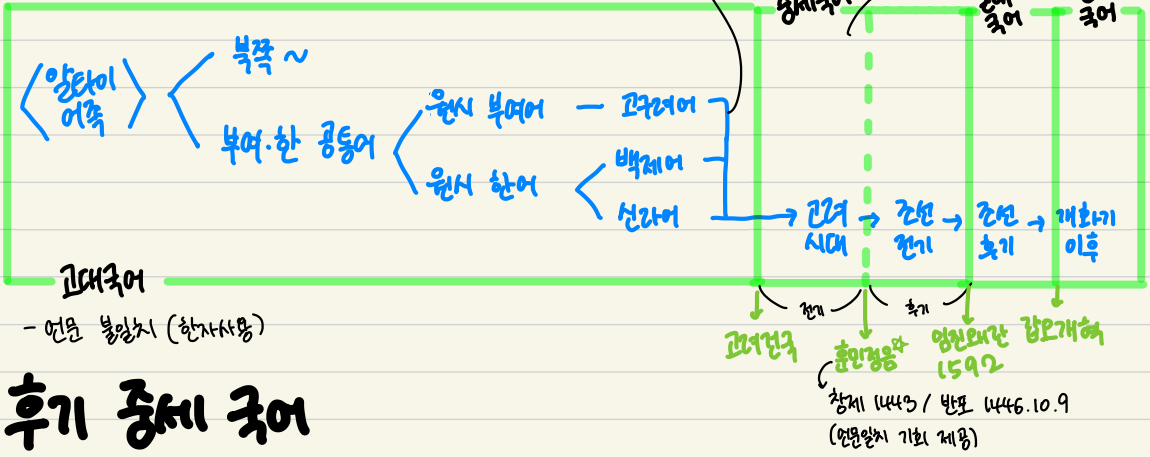 중세국어
국어
국어
<알타이
어족>
북쪽~
부여·한 공통어
원시 부여어 - 고구려어
원시 한어
백제어
신라어
고려
시대
조선
전기
조선
후기
개화기
이후
고대국어
- 언문 불일치 (한자사용)
전기
후기
고려건국
훈민정음☆
임진왜란
1592
갑오개혁
창제 1443 / 반포 1446.10.9
(언문일치 기회 제공)
후기 중세 국어